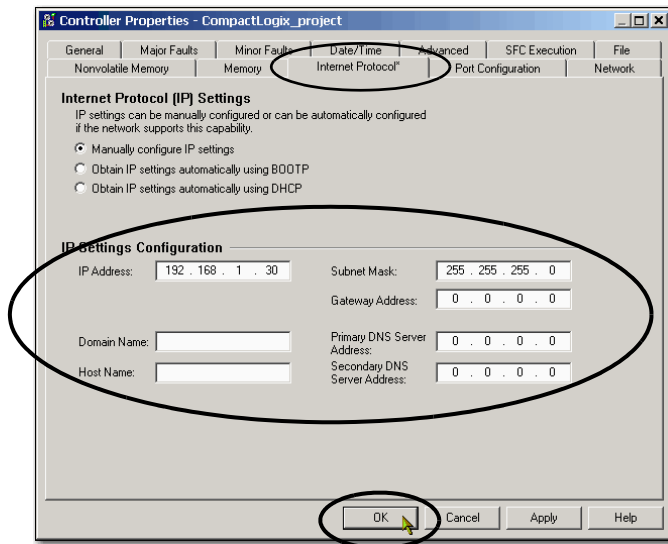 Controller Properties - CompactLogix_project
General Major Faults Minor Faults Date/Time Advanced SFC Execution File
Nonvolatile Memory Memory Internet Protocol* Port Configuration Network
Internet Protocol (IP) Settings
IP settings can be manually configured or can be automatically configured
if the network supports this capability.
Manually configure IP settings
Obtain IP settings automatically using BOOTP
Obtain IP settings automatically using DHCP
IP Settings Configuration
IP Address: 192 . 168 . 1 . 30 Subnet Mask: 255 . 255 . 255 . 0
Gateway Address: 0 . 0 . 0 . 0
Domain Name: Primary DNS Server
Address: 0 . 0 . 0 . 0
Host Name: Secondary DNS
Server Address: 0 . 0 . 0 . 0
OK Cancel Apply Help